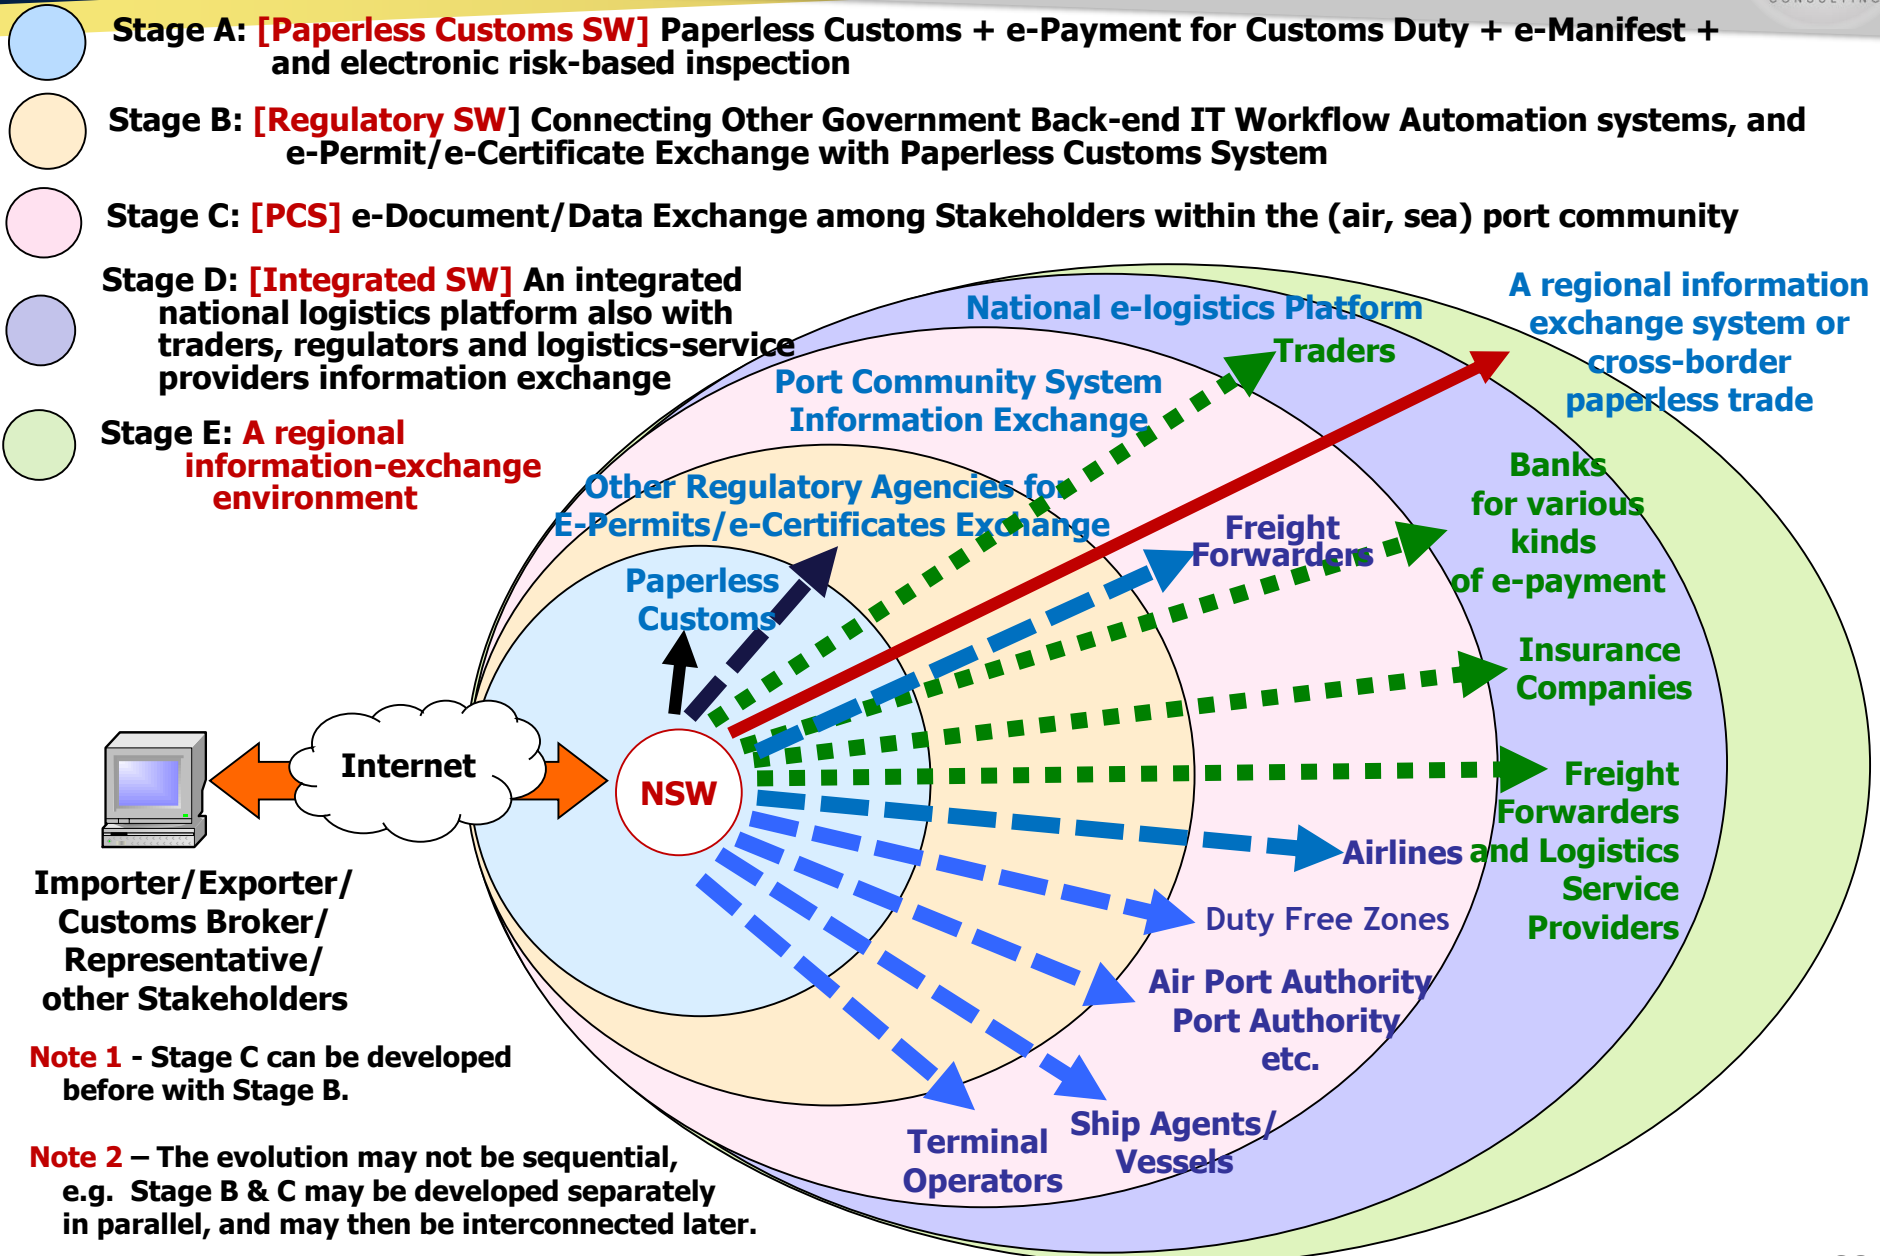 CONSULTING
Stage A: [Paperless Customs SW] Paperless Customs + e-Payment for Customs Duty + e-Manifest +
and electronic risk-based inspection
Stage B: [Regulatory SW] Connecting Other Government Back-end IT Workflow Automation systems, and
e-Permit/e-Certificate Exchange with Paperless Customs System
Stage C: [PCS] e-Document/Data Exchange among Stakeholders within the (air, sea) port community
Stage D: [Integrated SW] An integrated
national logistics platform also with
traders, regulators and logistics-service
providers information exchange
Stage E: A regional
information-exchange
environment
National e-logistics Platform
A regional information
exchange system or
cross-border
paperless trade
Traders
Port Community System
Information Exchange
Banks
for various
kinds
of e-payment
Other Regulatory Agencies for
E-Permits/e-Certificates Exchange
Freight
Forwarders
Paperless
Customs
Insurance
Companies
Internet
NSW
Freight
Forwarders
and Logistics
Service
Providers
Airlines
Duty Free Zones
Air Port Authority
Port Authority
etc.
Ship Agents/
Vessels
Terminal
Operators
Importer/Exporter/
Customs Broker/
Representative/
other Stakeholders
Note 1 - Stage C can be developed
before with Stage B.
Note 2 – The evolution may not be sequential,
e.g. Stage B & C may be developed separately
in parallel, and may then be interconnected later.